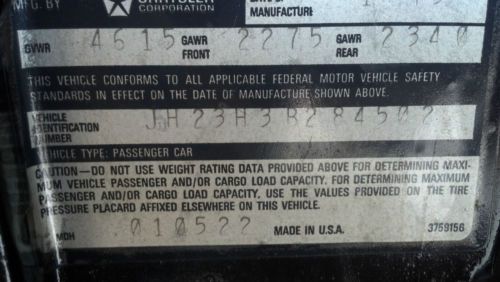 MFG. BY CHRYSLER CORPORATION
MANUFACTURE
GVWR 4615 GAWR FRONT 2275 GAWR REAR 2340
THIS VEHICLE CONFORMS TO ALL APPLICABLE FEDERAL MOTOR VEHICLE SAFETY
STANDARDS IN EFFECT ON THE DATE OF MANUFACTURE SHOWN ABOVE.
VEHICLE IDENTIFICATION NUMBER JH23H3B284502
VEHICLE TYPE: PASSENGER CAR
CAUTION—DO NOT USE WEIGHT RATING DATA PROVIDED ABOVE FOR DETERMINING MAXI-
MUM VEHICLE PASSENGER AND/OR CARGO LOAD CAPACITY. FOR DETERMINING MAXIMUM
PASSENGER AND/OR CARGO LOAD CAPACITY, USE THE VALUES PROVIDED ON THE TIRE
PRESSURE PLACARD AFFIXED ELSEWHERE ON THIS VEHICLE.
MDH 010522 MADE IN U.S.A. 3759156